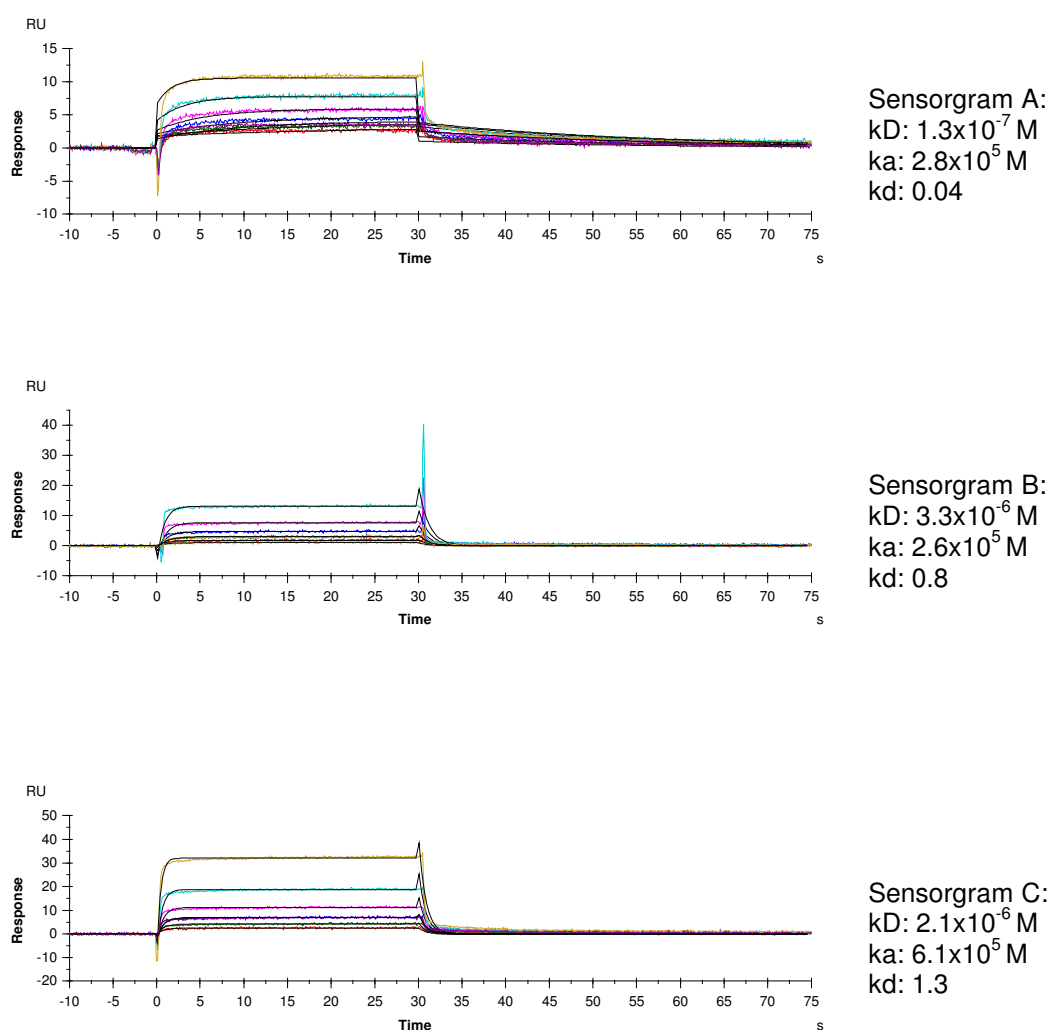 RU
15
10
5
0
-5
-10
Response
-10 -5 0 5 10 15 20 25 30 35 40 45 50 55 60 65 70 75
Time
s
Sensorgram A:
kD: 1.3x10⁻⁷ M
ka: 2.8x10⁵ M
kd: 0.04
RU
40
30
20
10
0
-10
Response
-10 -5 0 5 10 15 20 25 30 35 40 45 50 55 60 65 70 75
Time
s
Sensorgram B:
kD: 3.3x10⁻⁶ M
ka: 2.6x10⁵ M
kd: 0.8
RU
50
40
30
20
10
0
-10
-20
Response
-10 -5 0 5 10 15 20 25 30 35 40 45 50 55 60 65 70 75
Time
s
Sensorgram C:
kD: 2.1x10⁻⁶ M
ka: 6.1x10⁵ M
kd: 1.3